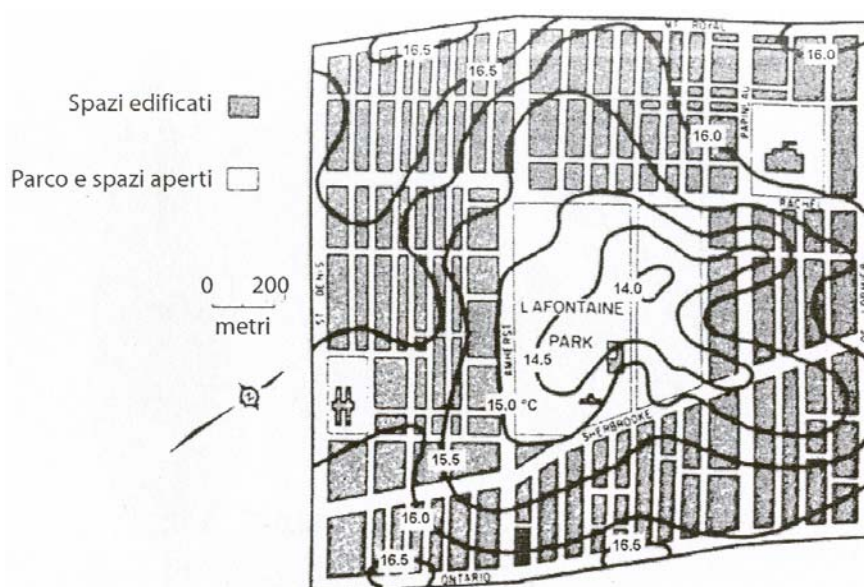 Spazi edificati
Parco e spazi aperti
0 200
metri
MT ROYAL
16.5
16.0
16.5
PAPINEAU
16.0
RACHEL
ST DENIS
14.0
LAFONTAINE
PARK
AMHERST
14.5
15.0 °C
SHERBROOKE
15.5
16.0
16.5
16.5
ONTARIO